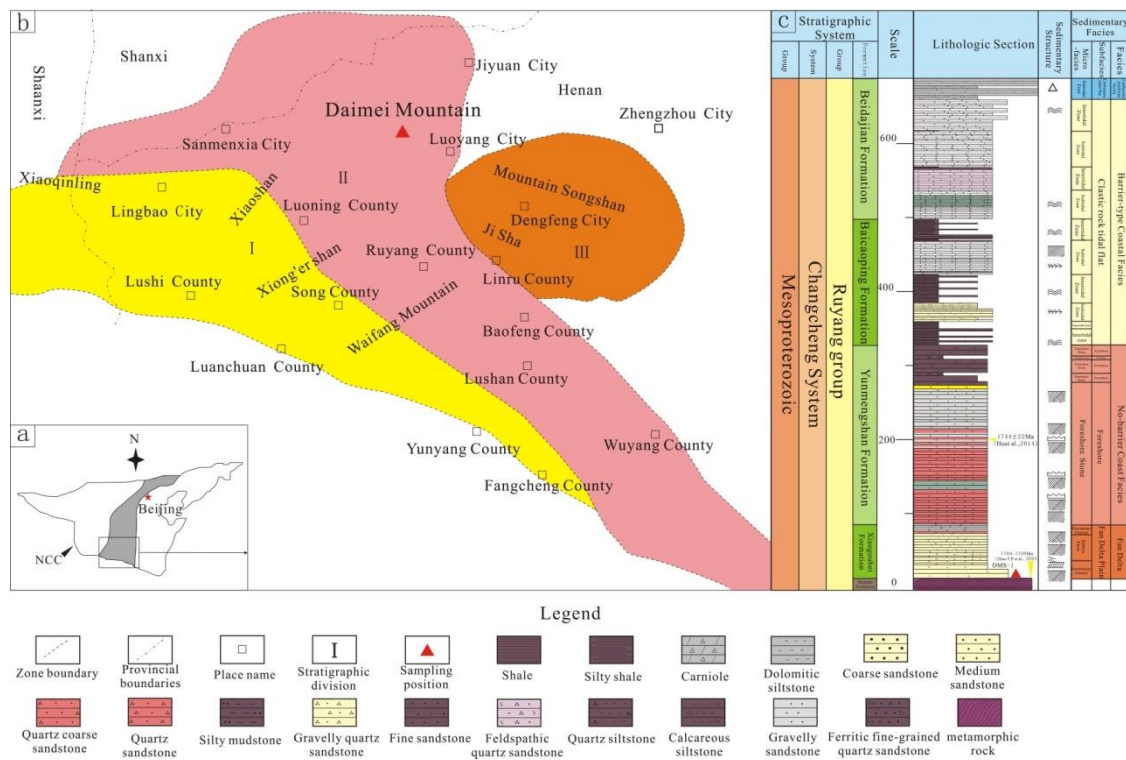 b
Shanxi
Shaanxi
Jiyuan City
Henan
Daimei Mountain
Zhengzhou City
Sanmenxia City
Luoyang City
Xiaoqinling
Xiaoshan
II
Mountain Songshan
Lingbao City
Luoning County
Dengfeng City
Ji Sha
I
Xiong'er shan
Ruyang County
III
Lushi County
Song County
Linru County
Waifang Mountain
Baofeng County
Luanchuan County
Lushan County
Yunyang County
Wuyang County
Fangcheng County
a
N
Beijing
NCC
c
Stratigraphic System
Scale
Lithologic Section
Sedimentary Structure
Sedimentary Facies
Group
System
Group
Formation
Micro-facies
Subfacies
Facies
Mesoproterozoic
Changcheng System
Ruyang group
Beidajian Formation
Baicaoping Formation
Yunmengshan Formation
Xiaogoubei Formation
600
400
200
0
1744±22Ma
DMS-1
Foreshore Stone
Clastic rock tidal flat
Foreshore
Fan Delta Plain
Barrier-type Coastal Facies
No-barrier Coast Facies
Fan Delta
Legend
Zone boundary
Provincial boundaries
Place name
I
Stratigraphic division
Sampling position
Shale
Silty shale
Carniole
Dolomitic siltstone
Coarse sandstone
Medium sandstone
Quartz coarse sandstone
Quartz sandstone
Silty mudstone
Gravelly quartz sandstone
Fine sandstone
Feldspathic quartz sandstone
Quartz siltstone
Calcareous siltstone
Gravelly sandstone
Ferritic fine-grained quartz sandstone
metamorphic rock